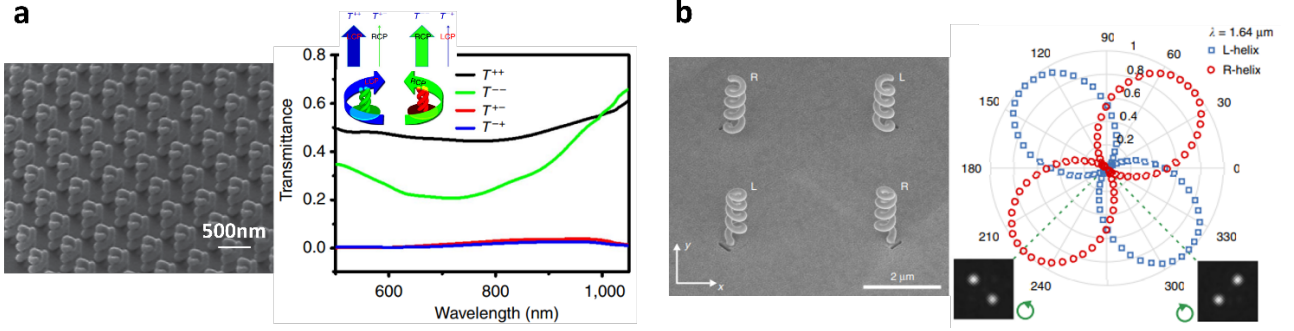 a
T⁺⁺ T⁺⁻ T⁻⁻ T⁻⁺
RCP LCP
RCP
0.8
0.6
0.4
0.2
0.0
Transmittance
T⁺⁺
T⁻⁻
T⁺⁻
T⁻⁺
600 800 1,000
Wavelength (nm)
500nm
b
R L
L R
y
x
2 μm
λ = 1.64 μm
L-helix
R-helix
90
120 60
150 30
180 0
210 330
240 300
1
0.8
0.6
0.4
0.2